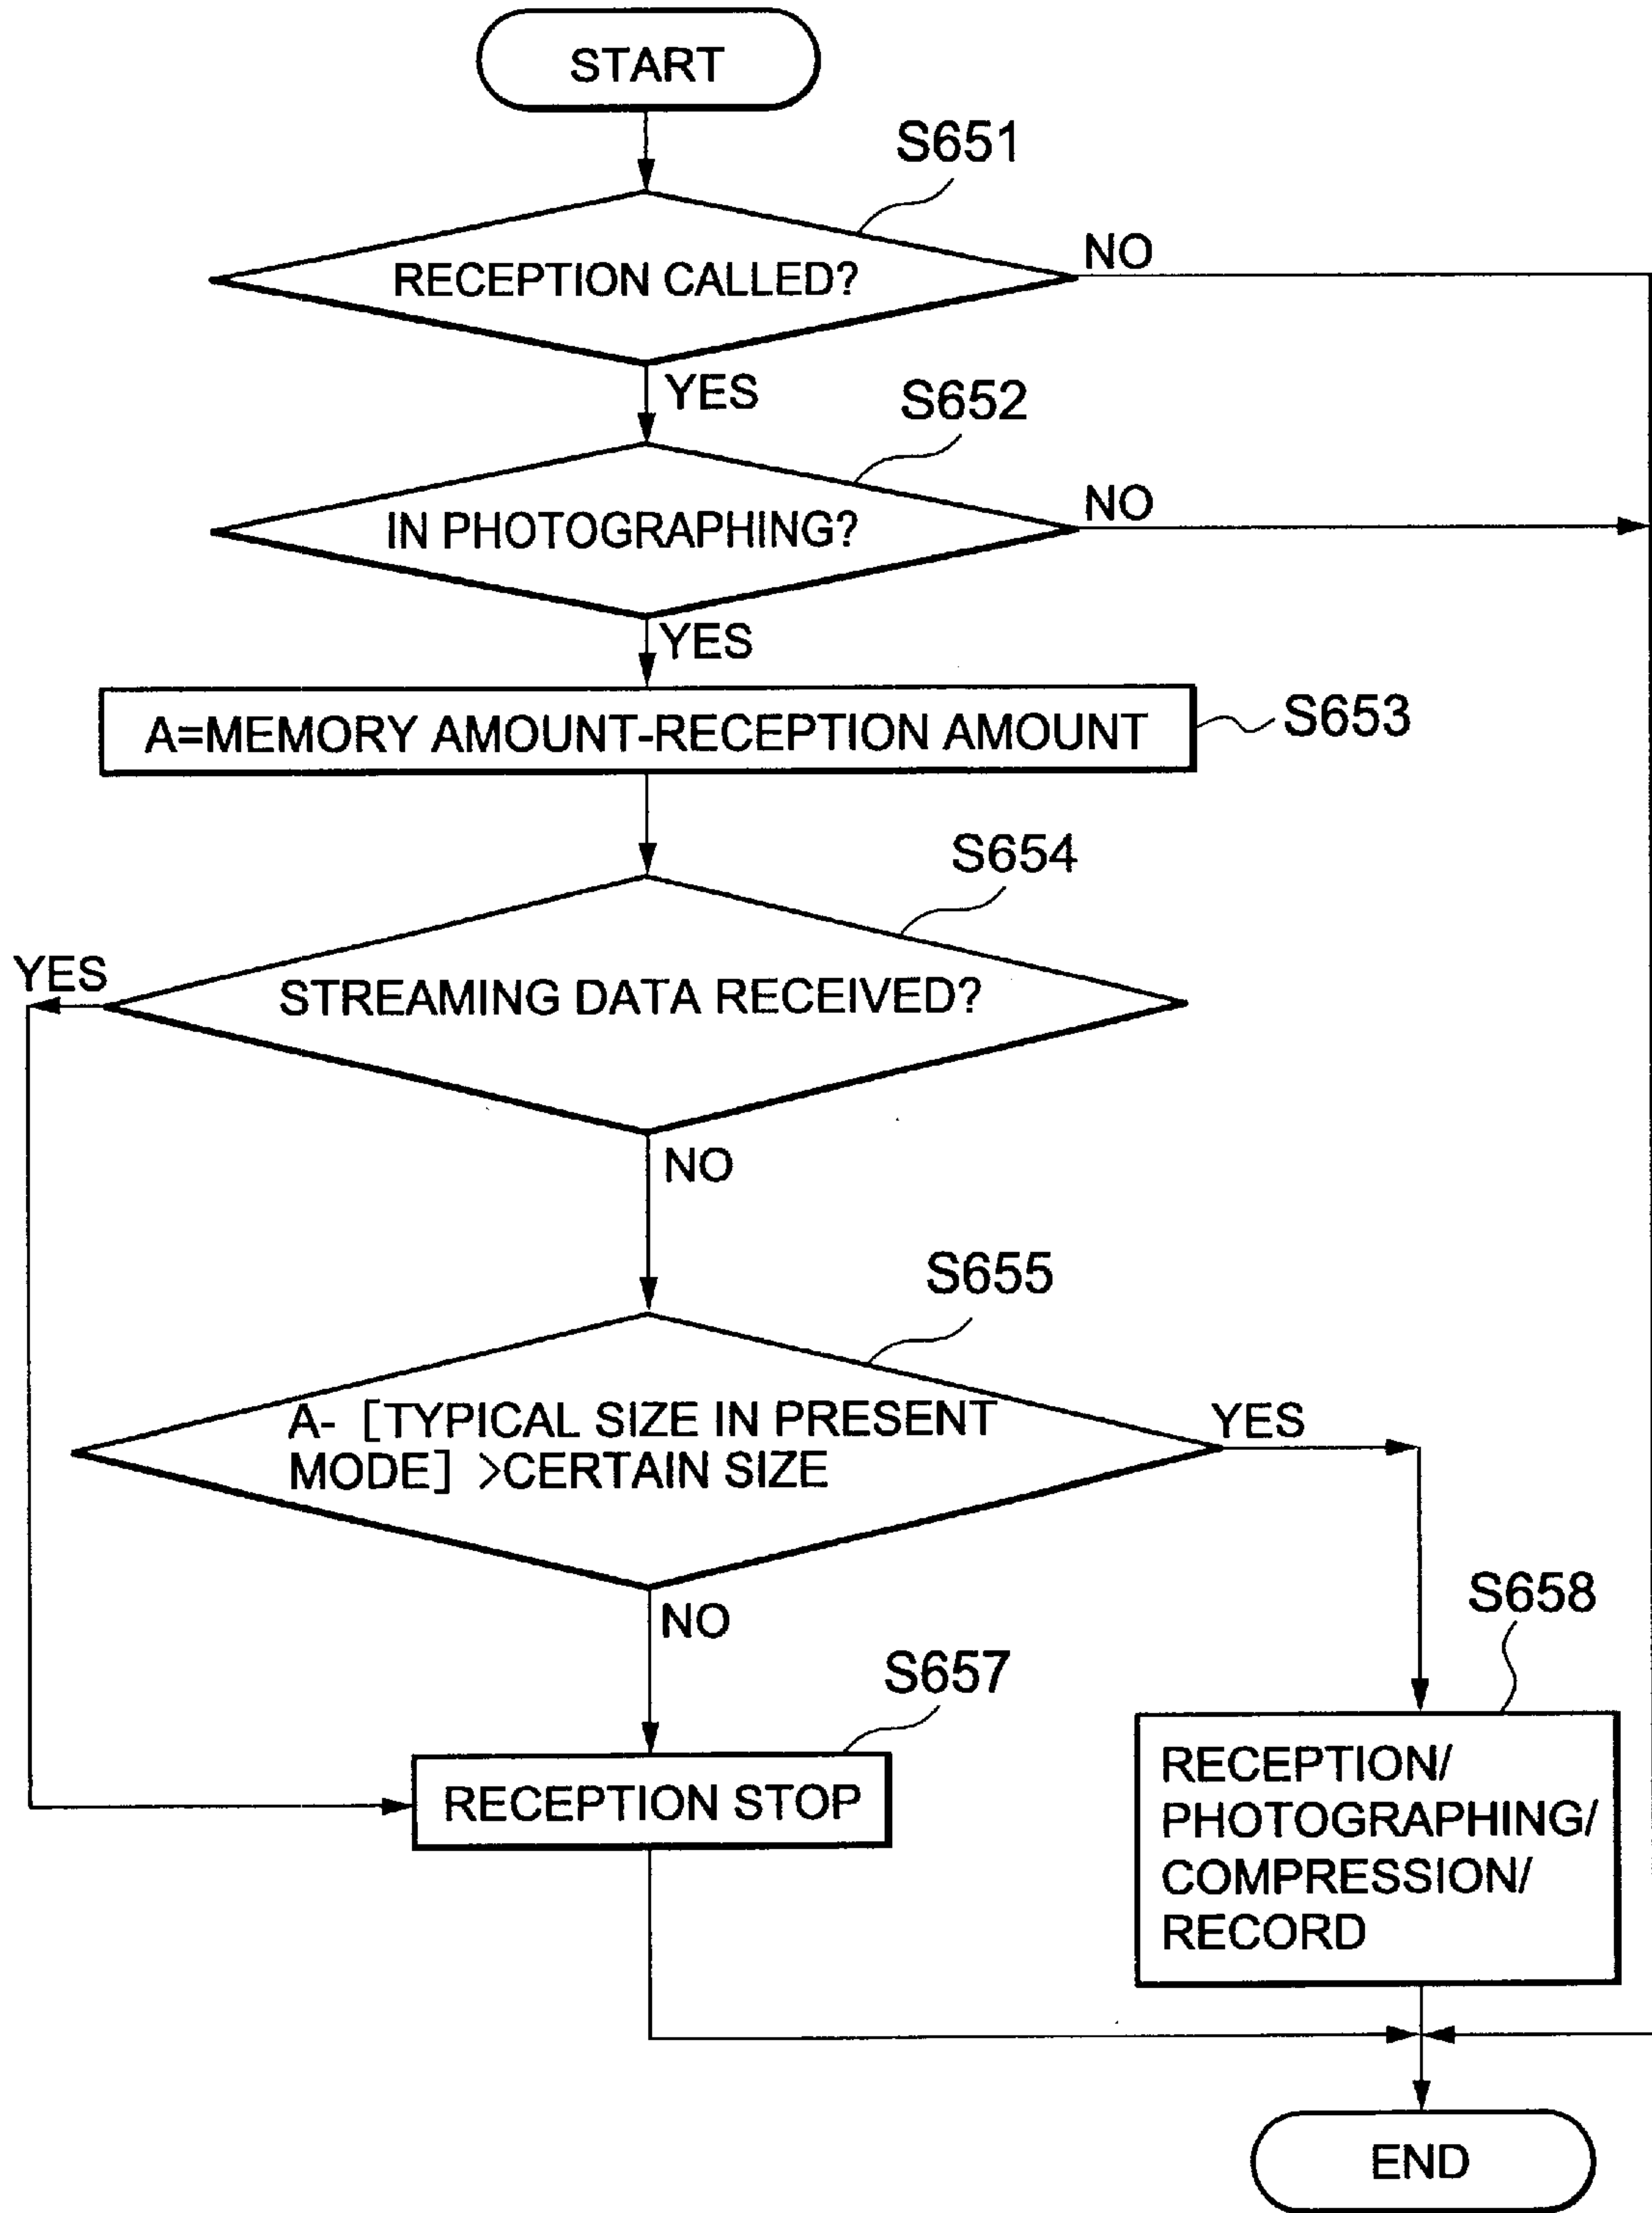 START
S651
RECEPTION CALLED?
NO
YES
S652
IN PHOTOGRAPHING?
NO
YES
A=MEMORY AMOUNT-RECEPTION AMOUNT
S653
S654
YES
STREAMING DATA RECEIVED?
NO
S655
A- [TYPICAL SIZE IN PRESENT
MODE] >CERTAIN SIZE
YES
NO
S658
S657
RECEPTION STOP
RECEPTION/
PHOTOGRAPHING/
COMPRESSION/
RECORD
END